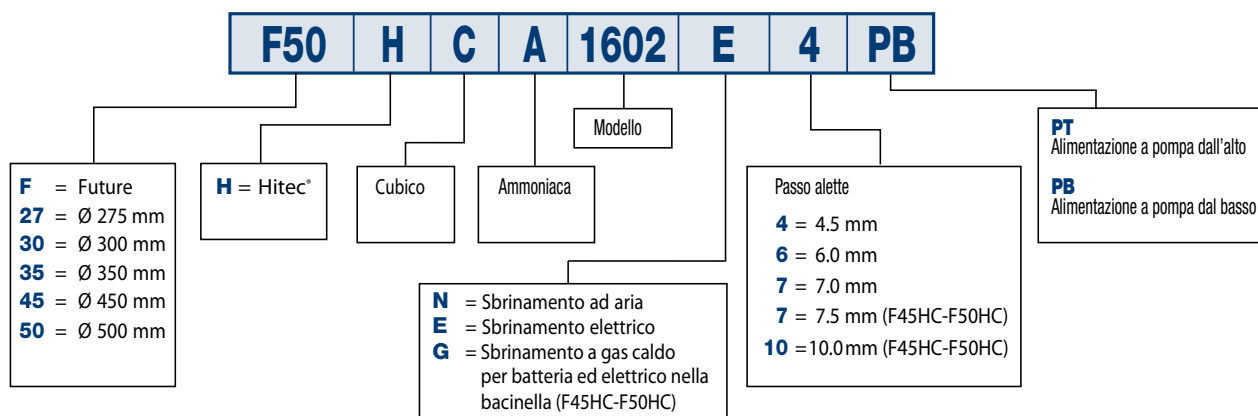 F50 H C A 1602 E 4 PB
Modello
PT
Alimentazione a pompa dall'alto
PB
Alimentazione a pompa dal basso
F = Future
27 = Ø 275 mm
30 = Ø 300 mm
35 = Ø 350 mm
45 = Ø 450 mm
50 = Ø 500 mm
H = Hitec®
Cubico
Ammoniaca
Passo alette
4 = 4.5 mm
6 = 6.0 mm
7 = 7.0 mm
7 = 7.5 mm (F45HC-F50HC)
10 =10.0 mm (F45HC-F50HC)
N = Sbrinamento ad aria
E = Sbrinamento elettrico
G = Sbrinamento a gas caldo
per batteria ed elettrico nella
bacinella (F45HC-F50HC)